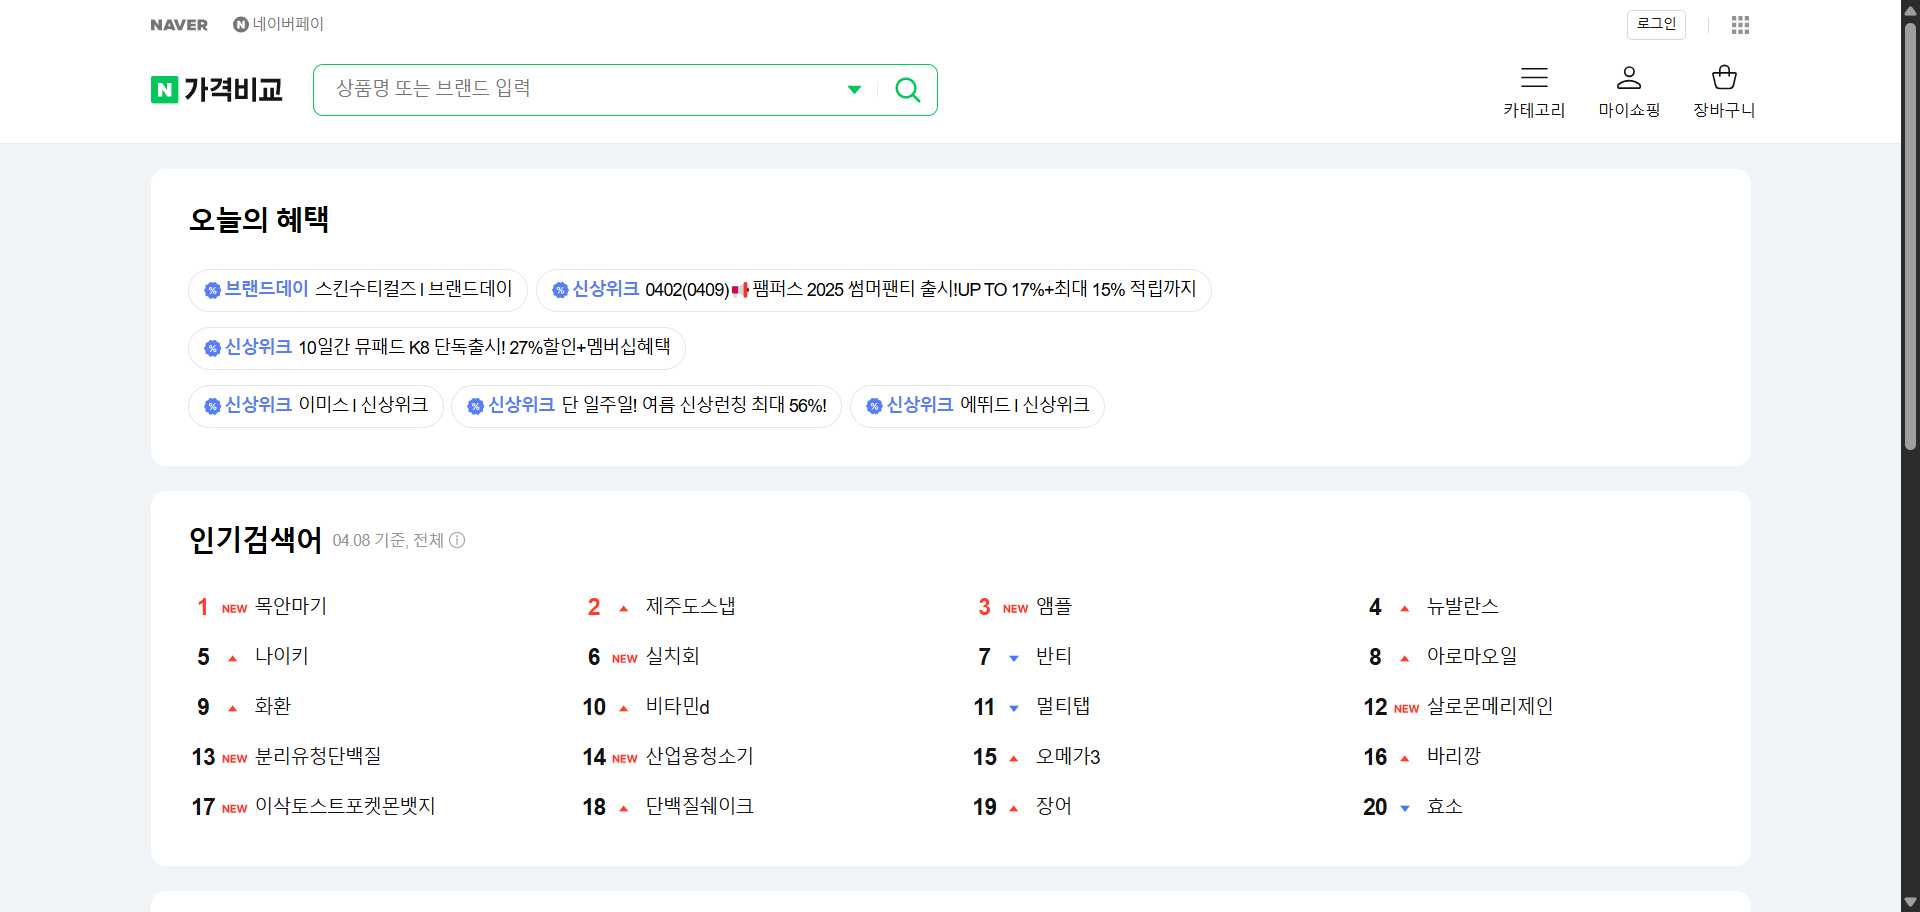 NAVER 네이버페이 로그인
가격비교 상품명 또는 브랜드 입력
카테고리 마이쇼핑 장바구니
오늘의 혜택
브랜드데이 스킨수티컬즈 I 브랜드데이 신상위크 0402(0409)📢팸퍼스 2025 썸머팬티 출시!UP TO 17%+최대 15% 적립까지
신상위크 10일간 뮤패드 K8 단독출시! 27%할인+멤버십혜택
신상위크 이미스 I 신상위크 신상위크 단 일주일! 여름 신상런칭 최대 56%! 신상위크 에뛰드 I 신상위크
인기검색어 04.08 기준, 전체
1 NEW 목안마기 2 제주도스냅 3 NEW 앰플 4 뉴발란스
5 나이키 6 NEW 실치회 7 반티 8 아로마오일
9 화환 10 비타민d 11 멀티탭 12 NEW 살로몬메리제인
13 NEW 분리유청단백질 14 NEW 산업용청소기 15 오메가3 16 바리깡
17 NEW 이삭토스트포켓몬뱃지 18 단백질쉐이크 19 장어 20 효소